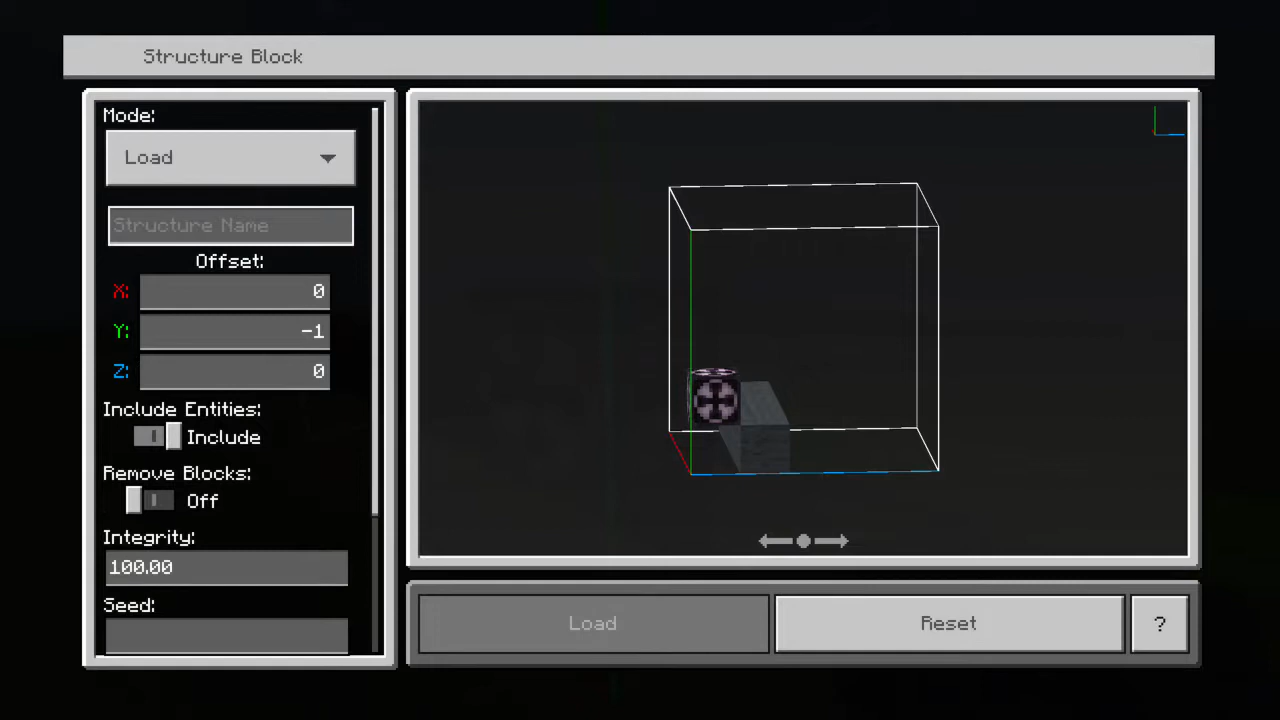 Structure Block
Mode:
Load
Structure Name
Offset:
X: 0
Y: -1
Z: 0
Include Entities:
Include
Remove Blocks:
Off
Integrity:
100.00
Seed:
Load
Reset
?